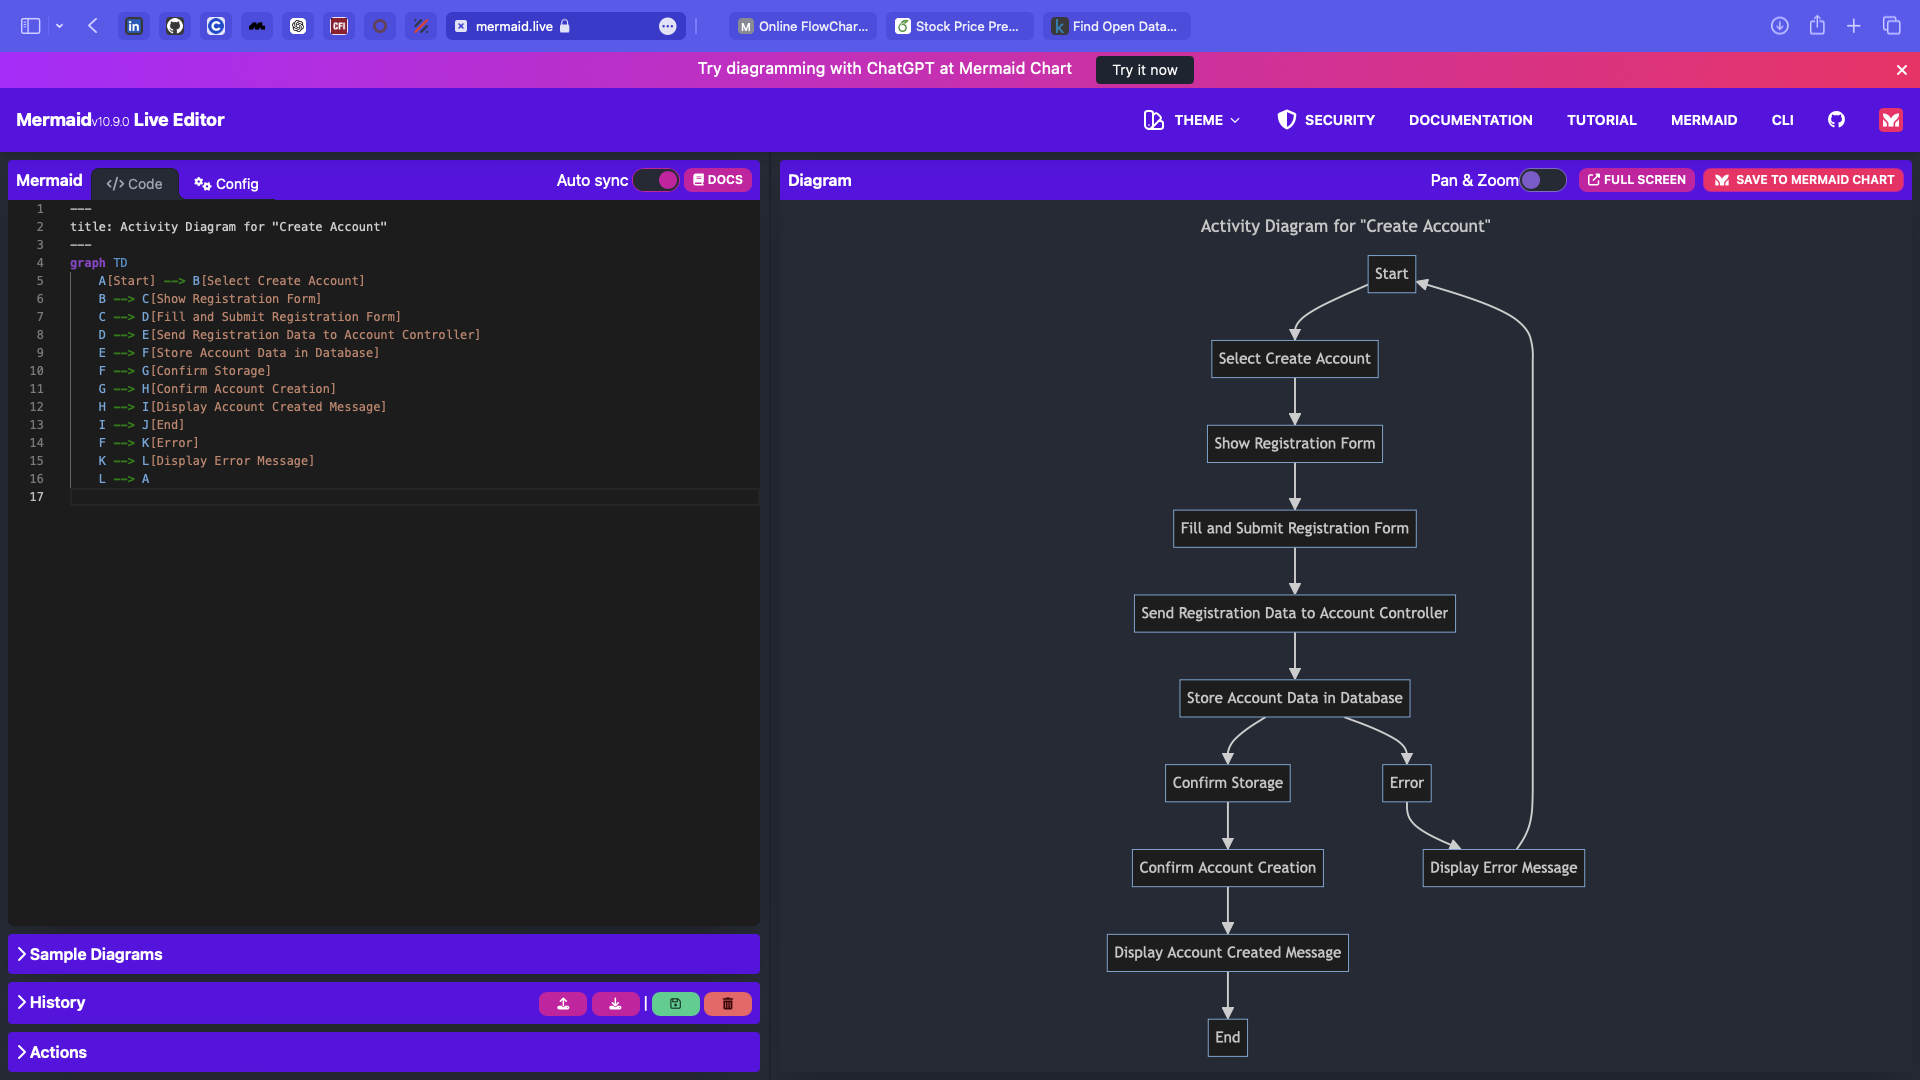 in
CFI
mermaid.live
M Online FlowChar...
Stock Price Pre...
k Find Open Data...
Try diagramming with ChatGPT at Mermaid Chart
Try it now
Mermaid v10.9.0 Live Editor
THEME
SECURITY
DOCUMENTATION
TUTORIAL
MERMAID
CLI
Mermaid
</> Code
Config
Auto sync
DOCS
1 ---
2 title: Activity Diagram for "Create Account"
3 ---
4 graph TD
5 A[Start] --> B[Select Create Account]
6 B --> C[Show Registration Form]
7 C --> D[Fill and Submit Registration Form]
8 D --> E[Send Registration Data to Account Controller]
9 E --> F[Store Account Data in Database]
10 F --> G[Confirm Storage]
11 G --> H[Confirm Account Creation]
12 H --> I[Display Account Created Message]
13 I --> J[End]
14 F --> K[Error]
15 K --> L[Display Error Message]
16 L --> A
17
Sample Diagrams
History
Actions
Diagram
Pan & Zoom
FULL SCREEN
SAVE TO MERMAID CHART
Activity Diagram for "Create Account"
Start
Select Create Account
Show Registration Form
Fill and Submit Registration Form
Send Registration Data to Account Controller
Store Account Data in Database
Confirm Storage
Error
Confirm Account Creation
Display Error Message
Display Account Created Message
End